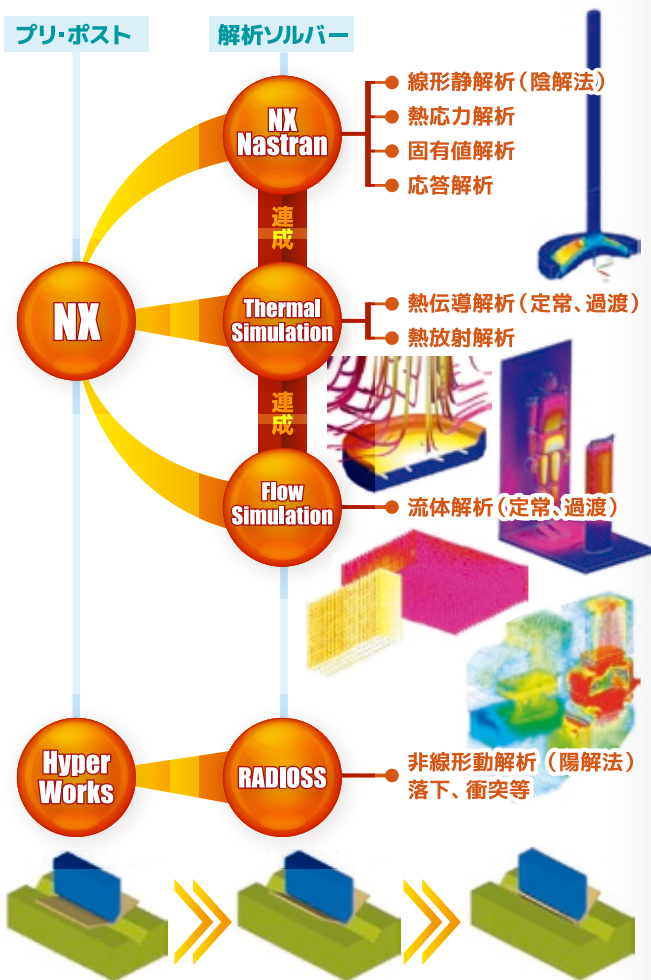 プリ・ポスト
解析ソルバー
NX
Nastran
線形静解析（陰解法）
熱応力解析
固有値解析
応答解析
連成
NX
Thermal
Simulation
熱伝導解析（定常、過渡）
熱放射解析
連成
Flow
Simulation
流体解析（定常、過渡）
Hyper
Works
RADIOSS
非線形動解析（陽解法）
落下、衝突等